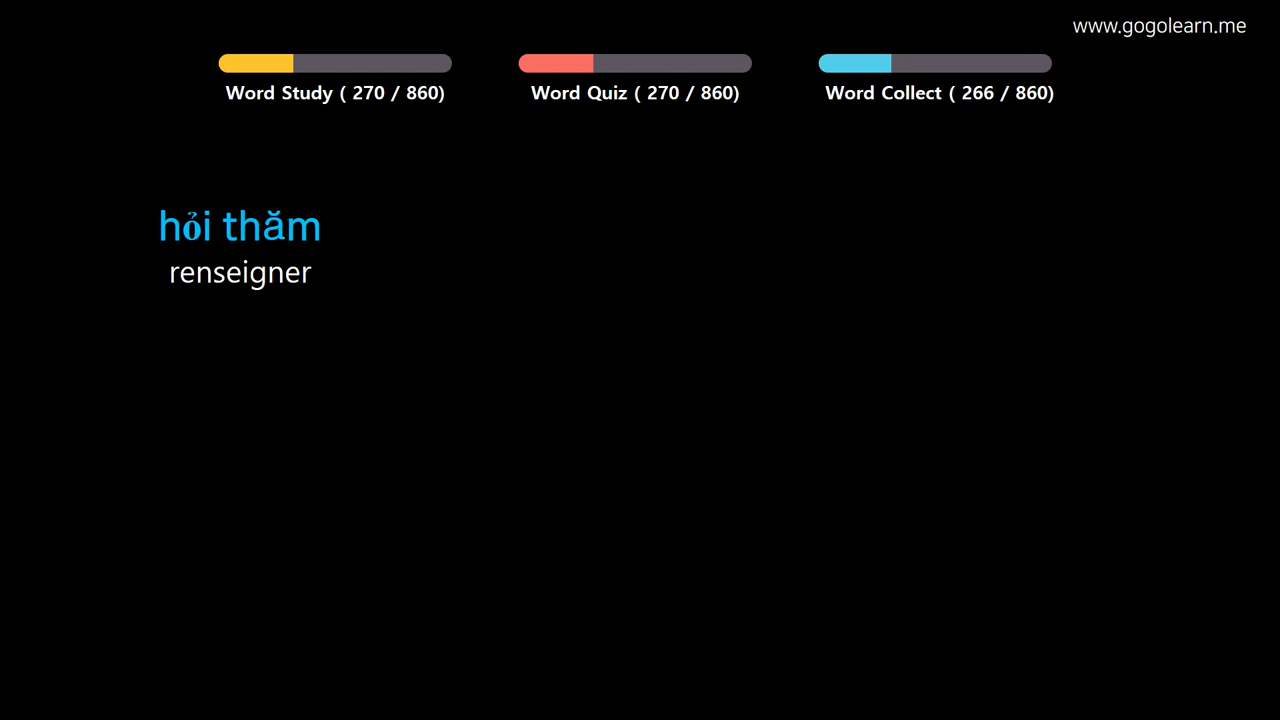 www.gogolearn.me
Word Study ( 270 / 860)
Word Quiz ( 270 / 860)
Word Collect ( 266 / 860)
hỏi thăm
renseigner